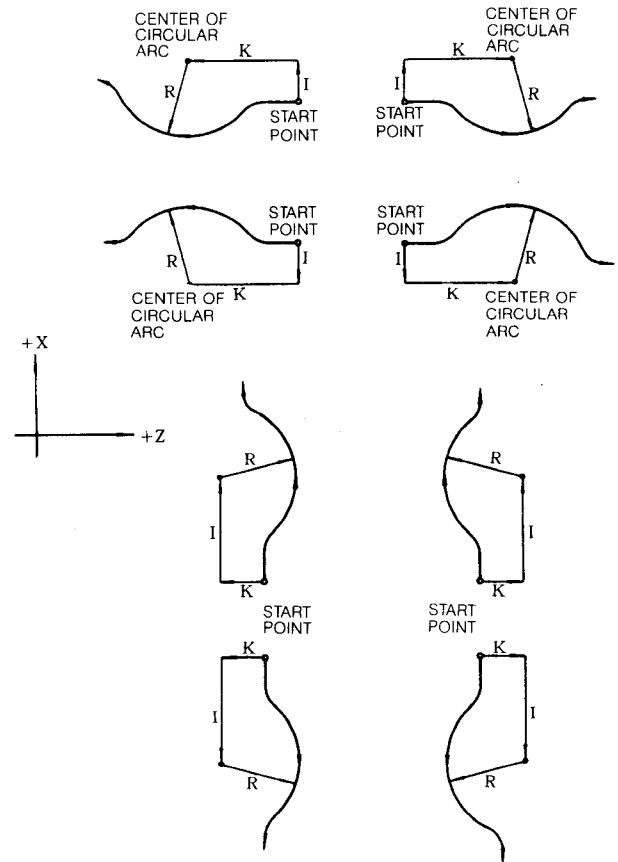 CENTER OF
CIRCULAR
ARC
K
I
R
START
POINT
CENTER OF
CIRCULAR
ARC
K
I
R
START
POINT
START
POINT
I
R
K
CENTER OF
CIRCULAR
ARC
START
POINT
I
R
K
CENTER OF
CIRCULAR
ARC
+X
+Z
R
I
K
R
I
K
START
POINT
START
POINT
K
I
R
K
I
R